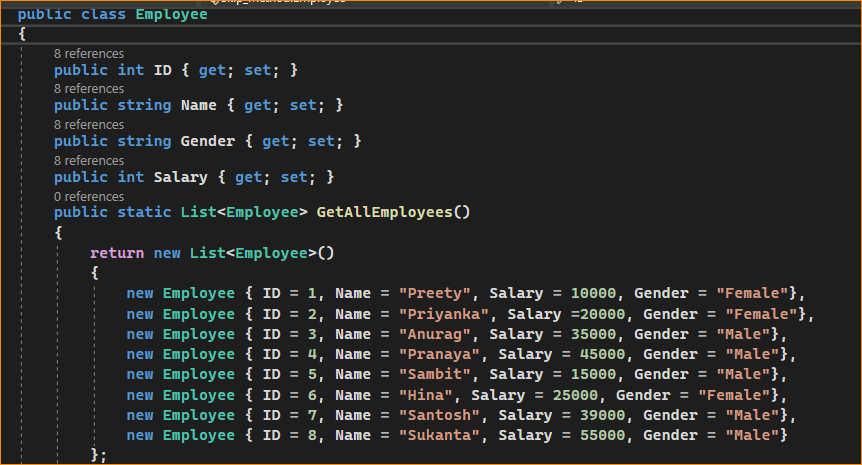 public class Employee
{
8 references
public int ID { get; set; }
8 references
public string Name { get; set; }
8 references
public string Gender { get; set; }
8 references
public int Salary { get; set; }
0 references
public static List<Employee> GetAllEmployees()
{
return new List<Employee>()
{
new Employee { ID = 1, Name = "Preety", Salary = 10000, Gender = "Female"},
new Employee { ID = 2, Name = "Priyanka", Salary =20000, Gender = "Female"},
new Employee { ID = 3, Name = "Anurag", Salary = 35000, Gender = "Male"},
new Employee { ID = 4, Name = "Pranaya", Salary = 45000, Gender = "Male"},
new Employee { ID = 5, Name = "Sambit", Salary = 15000, Gender = "Male"},
new Employee { ID = 6, Name = "Hina", Salary = 25000, Gender = "Female"},
new Employee { ID = 7, Name = "Santosh", Salary = 39000, Gender = "Male"},
new Employee { ID = 8, Name = "Sukanta", Salary = 55000, Gender = "Male"}
};